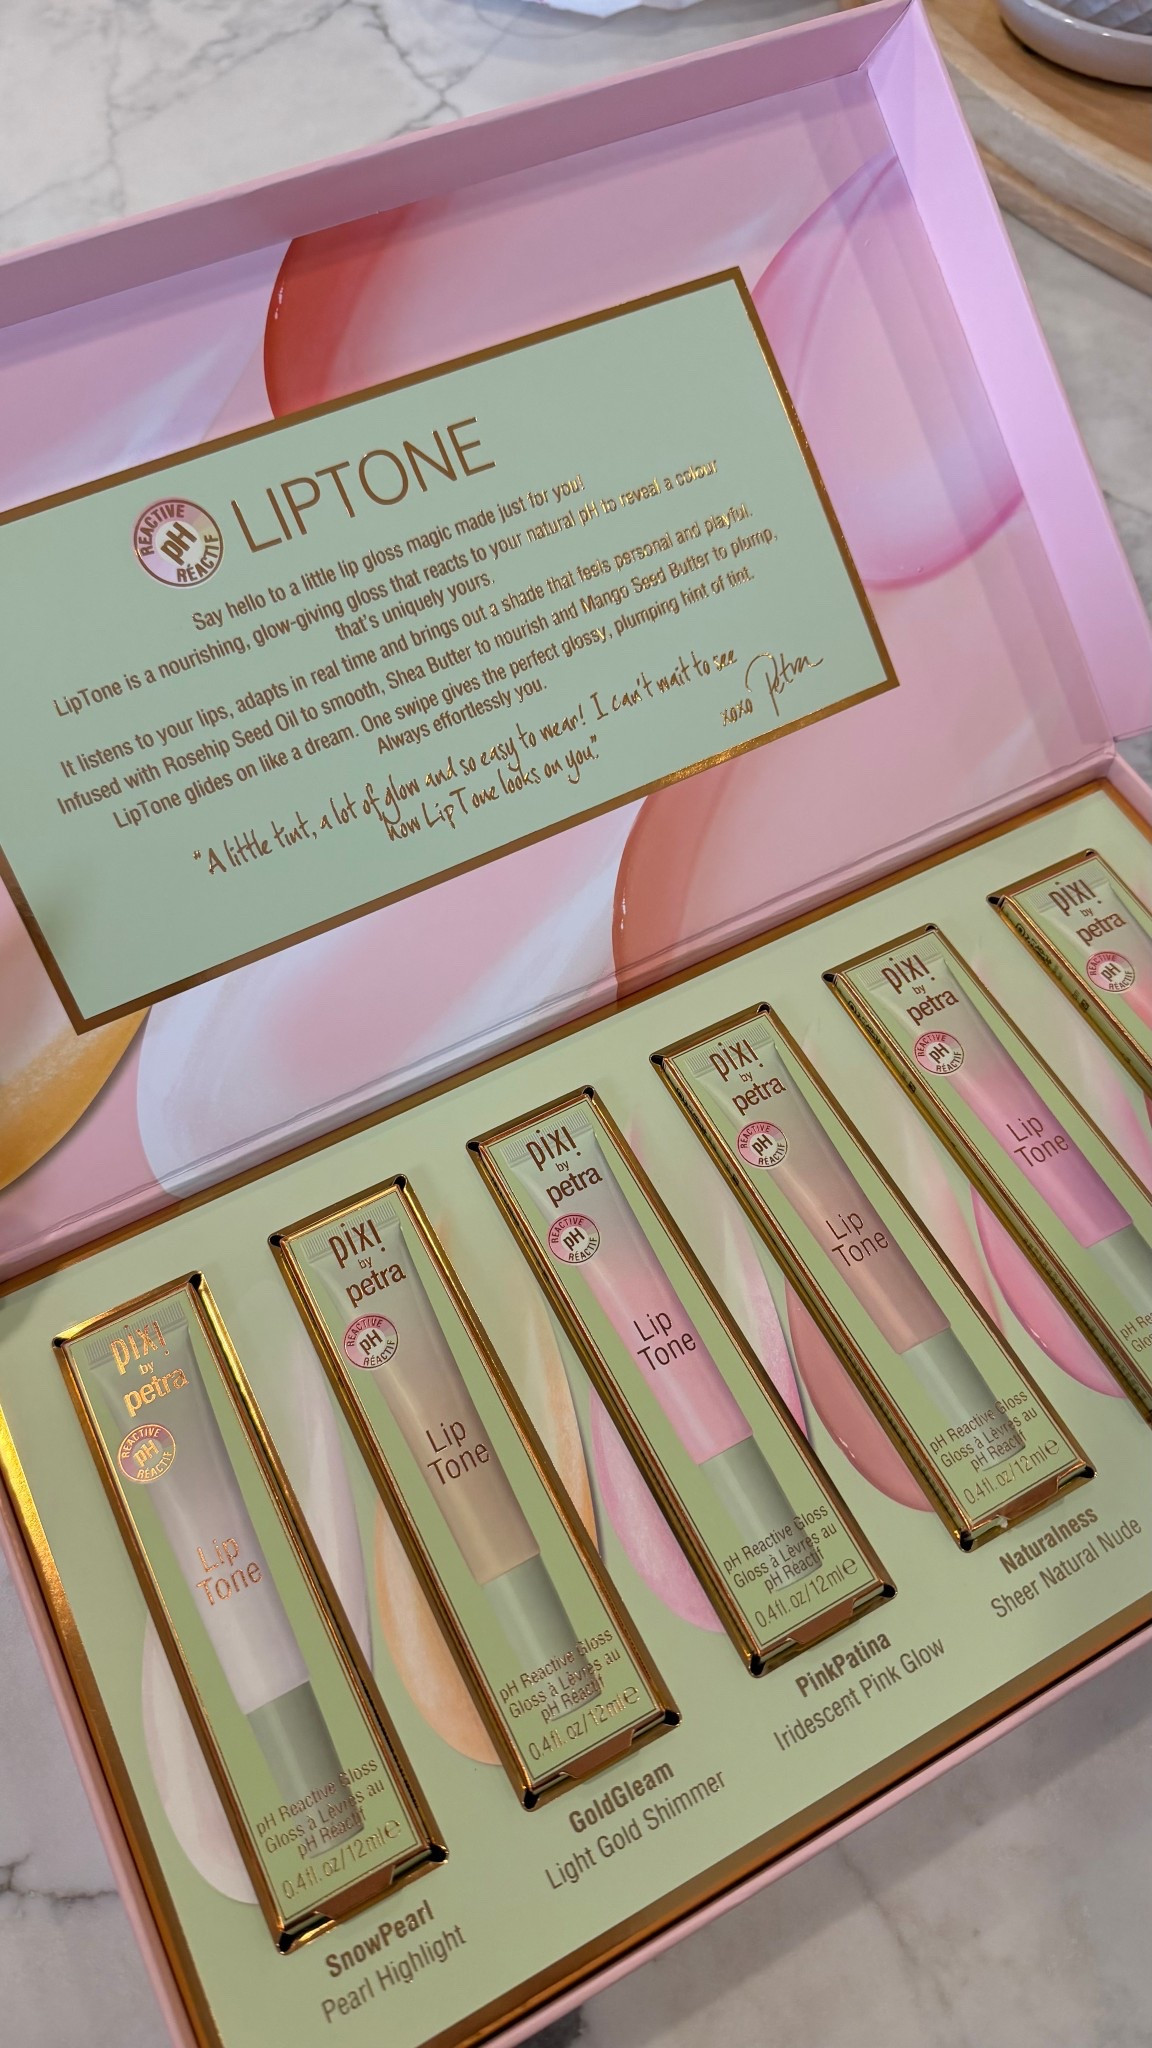 REACTIVE
pH
RÉACTIF
LIPTONE
Say hello to a little lip gloss magic made just for you!
LipTone is a nourishing, glow-giving gloss that reacts to your natural pH to reveal a colour
that's uniquely yours.
It listens to your lips, adapts in real time and brings out a shade that feels personal and playful.
Infused with Rosehip Seed Oil to smooth, Shea Butter to nourish and Mango Seed Butter to plump,
LipTone glides on like a dream. One swipe gives the perfect glossy, plumping hint of tint.
Always effortlessly you.
"A little tint, a lot of glow and so easy to wear! I can't wait to see
how LipTone looks on you."
xoxo Petra
pixi
by
petra
REACTIVE
pH
RÉACTIF
Lip
Tone
pH Reactive Gloss
Gloss à Lèvres au
pH Réactif
0.4fl. oz/12ml℮
SnowPearl
Pearl Highlight
pixi
by
petra
REACTIVE
pH
RÉACTIF
Lip
Tone
pH Reactive Gloss
Gloss à Lèvres au
pH Réactif
0.4fl. oz/12ml℮
GoldGleam
Light Gold Shimmer
pixi
by
petra
REACTIVE
pH
RÉACTIF
Lip
Tone
pH Reactive Gloss
Gloss à Lèvres au
pH Réactif
0.4fl. oz/12ml℮
PinkPatina
Iridescent Pink Glow
pixi
by
petra
REACTIVE
pH
RÉACTIF
Lip
Tone
pH Reactive Gloss
Gloss à Lèvres au
pH Réactif
0.4fl. oz/12ml℮
Naturalness
Sheer Natural Nude
pixi
by
petra
REACTIVE
pH
RÉACTIF
Lip
Tone
pH
pixi
by
petra
REACTIVE
pH
RÉACTIF